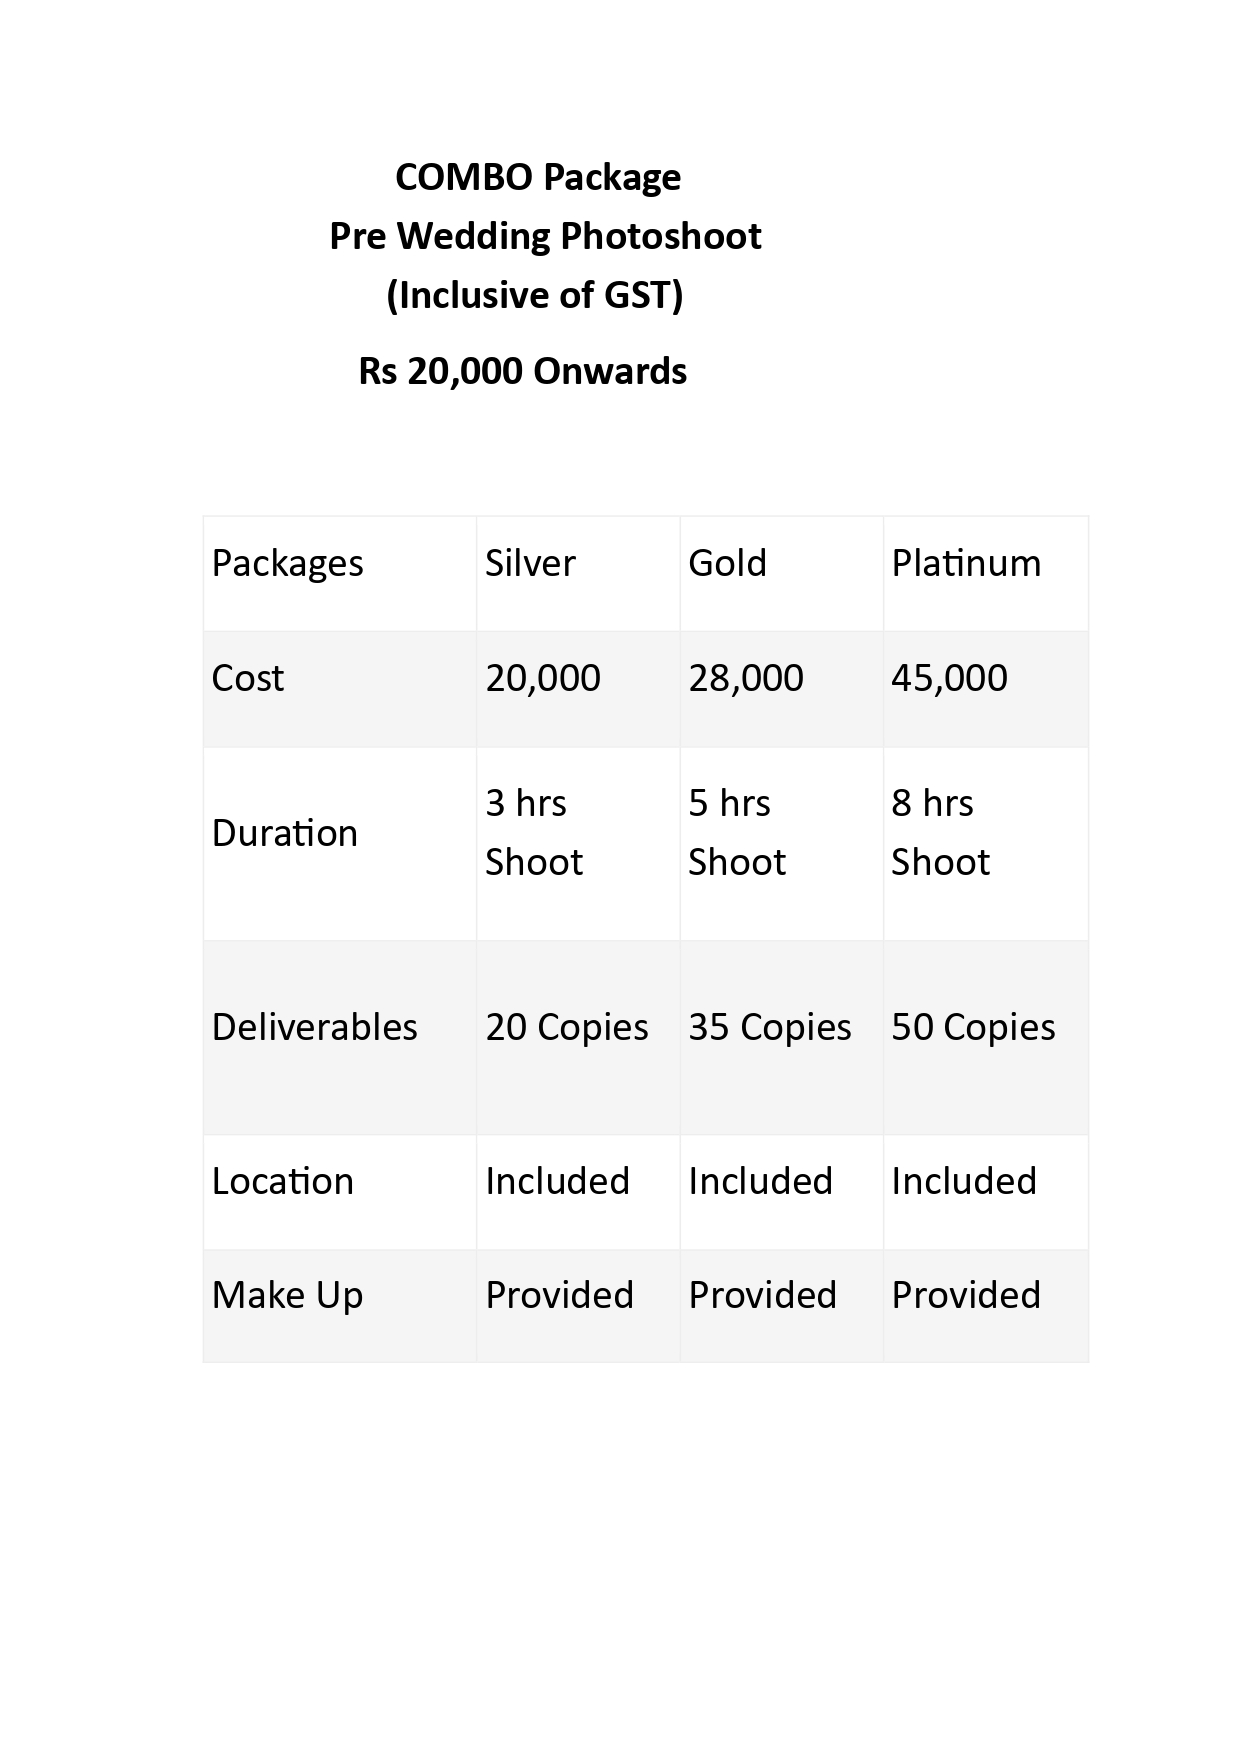 COMBO Package
Pre Wedding Photoshoot
(Inclusive of GST)
Rs 20,000 Onwards
Packages Silver Gold Platinum
Cost 20,000 28,000 45,000
Duration 3 hrs Shoot 5 hrs Shoot 8 hrs Shoot
Deliverables 20 Copies 35 Copies 50 Copies
Location Included Included Included
Make Up Provided Provided Provided